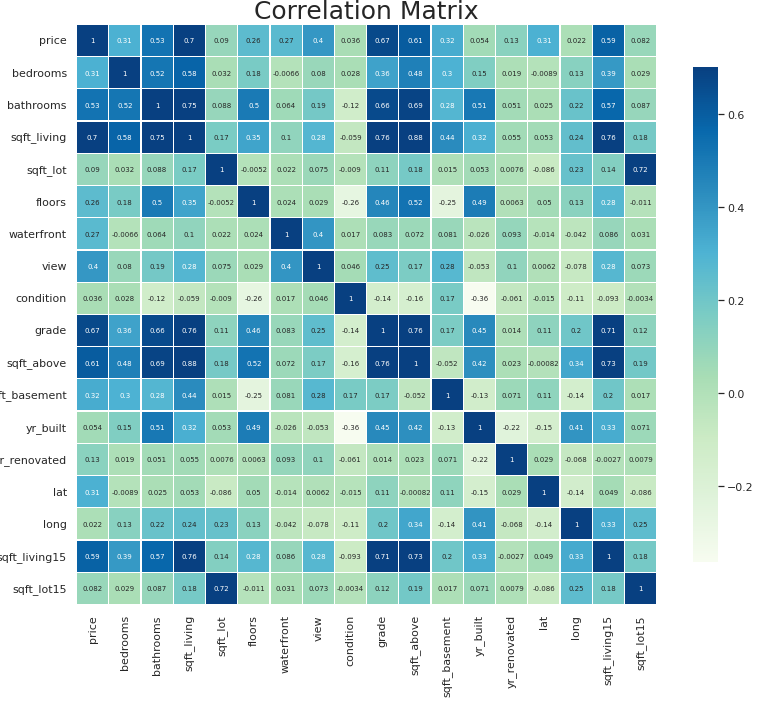 Correlation Matrix
price 1 0.31 0.53 0.7 0.09 0.26 0.27 0.4 0.036 0.67 0.61 0.32 0.054 0.13 0.31 0.022 0.59 0.082
bedrooms 0.31 1 0.52 0.58 0.032 0.18 -0.0066 0.08 0.028 0.36 0.48 0.3 0.15 0.019 -0.0089 0.13 0.39 0.029
bathrooms 0.53 0.52 1 0.75 0.088 0.5 0.064 0.19 -0.12 0.66 0.69 0.28 0.51 0.051 0.025 0.22 0.57 0.087
sqft_living 0.7 0.58 0.75 1 0.17 0.35 0.1 0.28 -0.059 0.76 0.88 0.44 0.32 0.055 0.053 0.24 0.76 0.18
sqft_lot 0.09 0.032 0.088 0.17 1 -0.0052 0.022 0.075 -0.009 0.11 0.18 0.015 0.053 0.0076 -0.086 0.23 0.14 0.72
floors 0.26 0.18 0.5 0.35 -0.0052 1 0.024 0.029 -0.26 0.46 0.52 -0.25 0.49 0.0063 0.05 0.13 0.28 -0.011
waterfront 0.27 -0.0066 0.064 0.1 0.022 0.024 1 0.4 0.017 0.083 0.072 0.081 -0.026 0.093 -0.014 -0.042 0.086 0.031
view 0.4 0.08 0.19 0.28 0.075 0.029 0.4 1 0.046 0.25 0.17 0.28 -0.053 0.1 0.0062 -0.078 0.28 0.073
condition 0.036 0.028 -0.12 -0.059 -0.009 -0.26 0.017 0.046 1 -0.14 -0.16 0.17 -0.36 -0.061 -0.015 -0.11 -0.093 -0.0034
grade 0.67 0.36 0.66 0.76 0.11 0.46 0.083 0.25 -0.14 1 0.76 0.17 0.45 0.014 0.11 0.2 0.71 0.12
sqft_above 0.61 0.48 0.69 0.88 0.18 0.52 0.072 0.17 -0.16 0.76 1 -0.052 0.42 0.023 -0.00082 0.34 0.73 0.19
ft_basement 0.32 0.3 0.28 0.44 0.015 -0.25 0.081 0.28 0.17 0.17 -0.052 1 -0.13 0.071 0.11 -0.14 0.2 0.017
yr_built 0.054 0.15 0.51 0.32 0.053 0.49 -0.026 -0.053 -0.36 0.45 0.42 -0.13 1 -0.22 -0.15 0.41 0.33 0.071
r_renovated 0.13 0.019 0.051 0.055 0.0076 0.0063 0.093 0.1 -0.061 0.014 0.023 0.071 -0.22 1 0.029 -0.068 -0.0027 0.0079
lat 0.31 -0.0089 0.025 0.053 -0.086 0.05 -0.014 0.0062 -0.015 0.11 -0.00082 0.11 -0.15 0.029 1 -0.14 0.049 -0.086
long 0.022 0.13 0.22 0.24 0.23 0.13 -0.042 -0.078 -0.11 0.2 0.34 -0.14 0.41 -0.068 -0.14 1 0.33 0.25
sqft_living15 0.59 0.39 0.57 0.76 0.14 0.28 0.086 0.28 -0.093 0.71 0.73 0.2 0.33 -0.0027 0.049 0.33 1 0.18
sqft_lot15 0.082 0.029 0.087 0.18 0.72 -0.011 0.031 0.073 -0.0034 0.12 0.19 0.017 0.071 0.0079 -0.086 0.25 0.18 1
price bedrooms bathrooms sqft_living sqft_lot floors waterfront view condition grade sqft_above sqft_basement yr_built yr_renovated lat long sqft_living15 sqft_lot15
0.6
0.4
0.2
0.0
−0.2